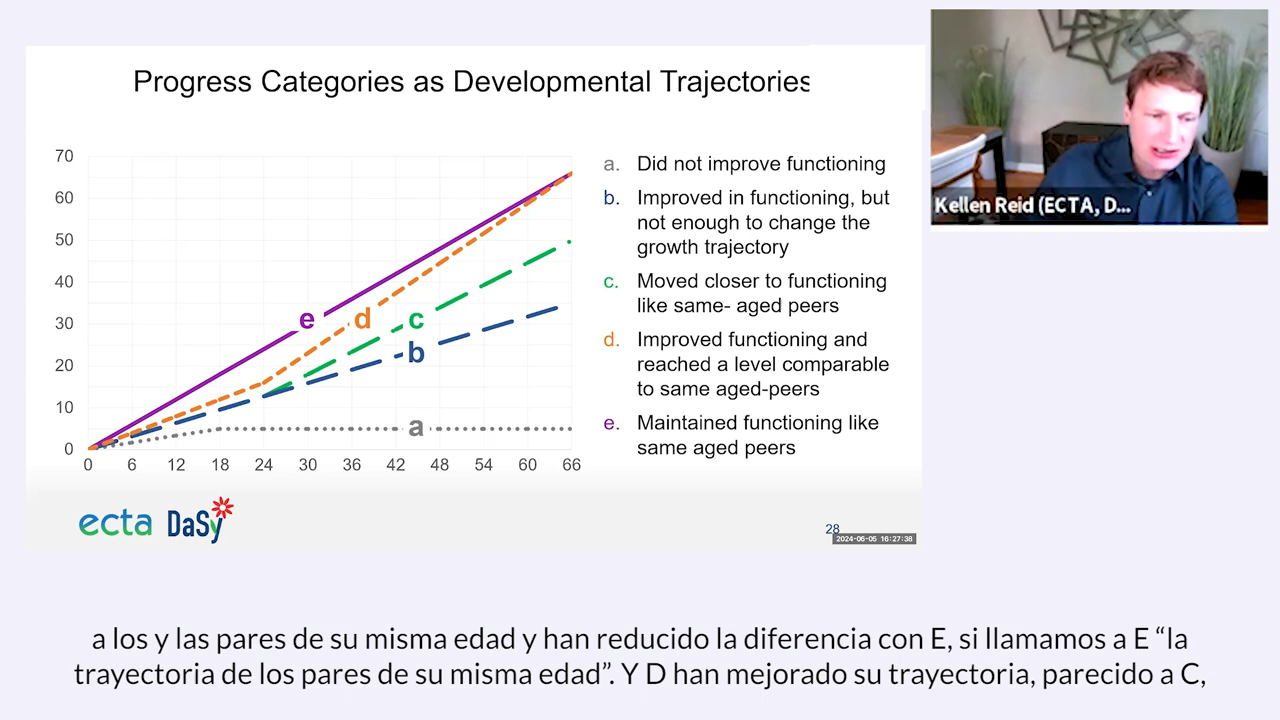 Progress Categories as Developmental Trajectories
70
60
50
40
30
20
10
0
0 6 12 18 24 30 36 42 48 54 60 66
e
d
c
b
a
a. Did not improve functioning
b. Improved in functioning, but
not enough to change the
growth trajectory
c. Moved closer to functioning
like same- aged peers
d. Improved functioning and
reached a level comparable
to same aged-peers
e. Maintained functioning like
same aged peers
ecta DaSy
28
2024-06-05 16:27:38
Kellen Reid (ECTA, D...
a los y las pares de su misma edad y han reducido la diferencia con E, si llamamos a E “la
trayectoria de los pares de su misma edad”. Y D han mejorado su trayectoria, parecido a C,